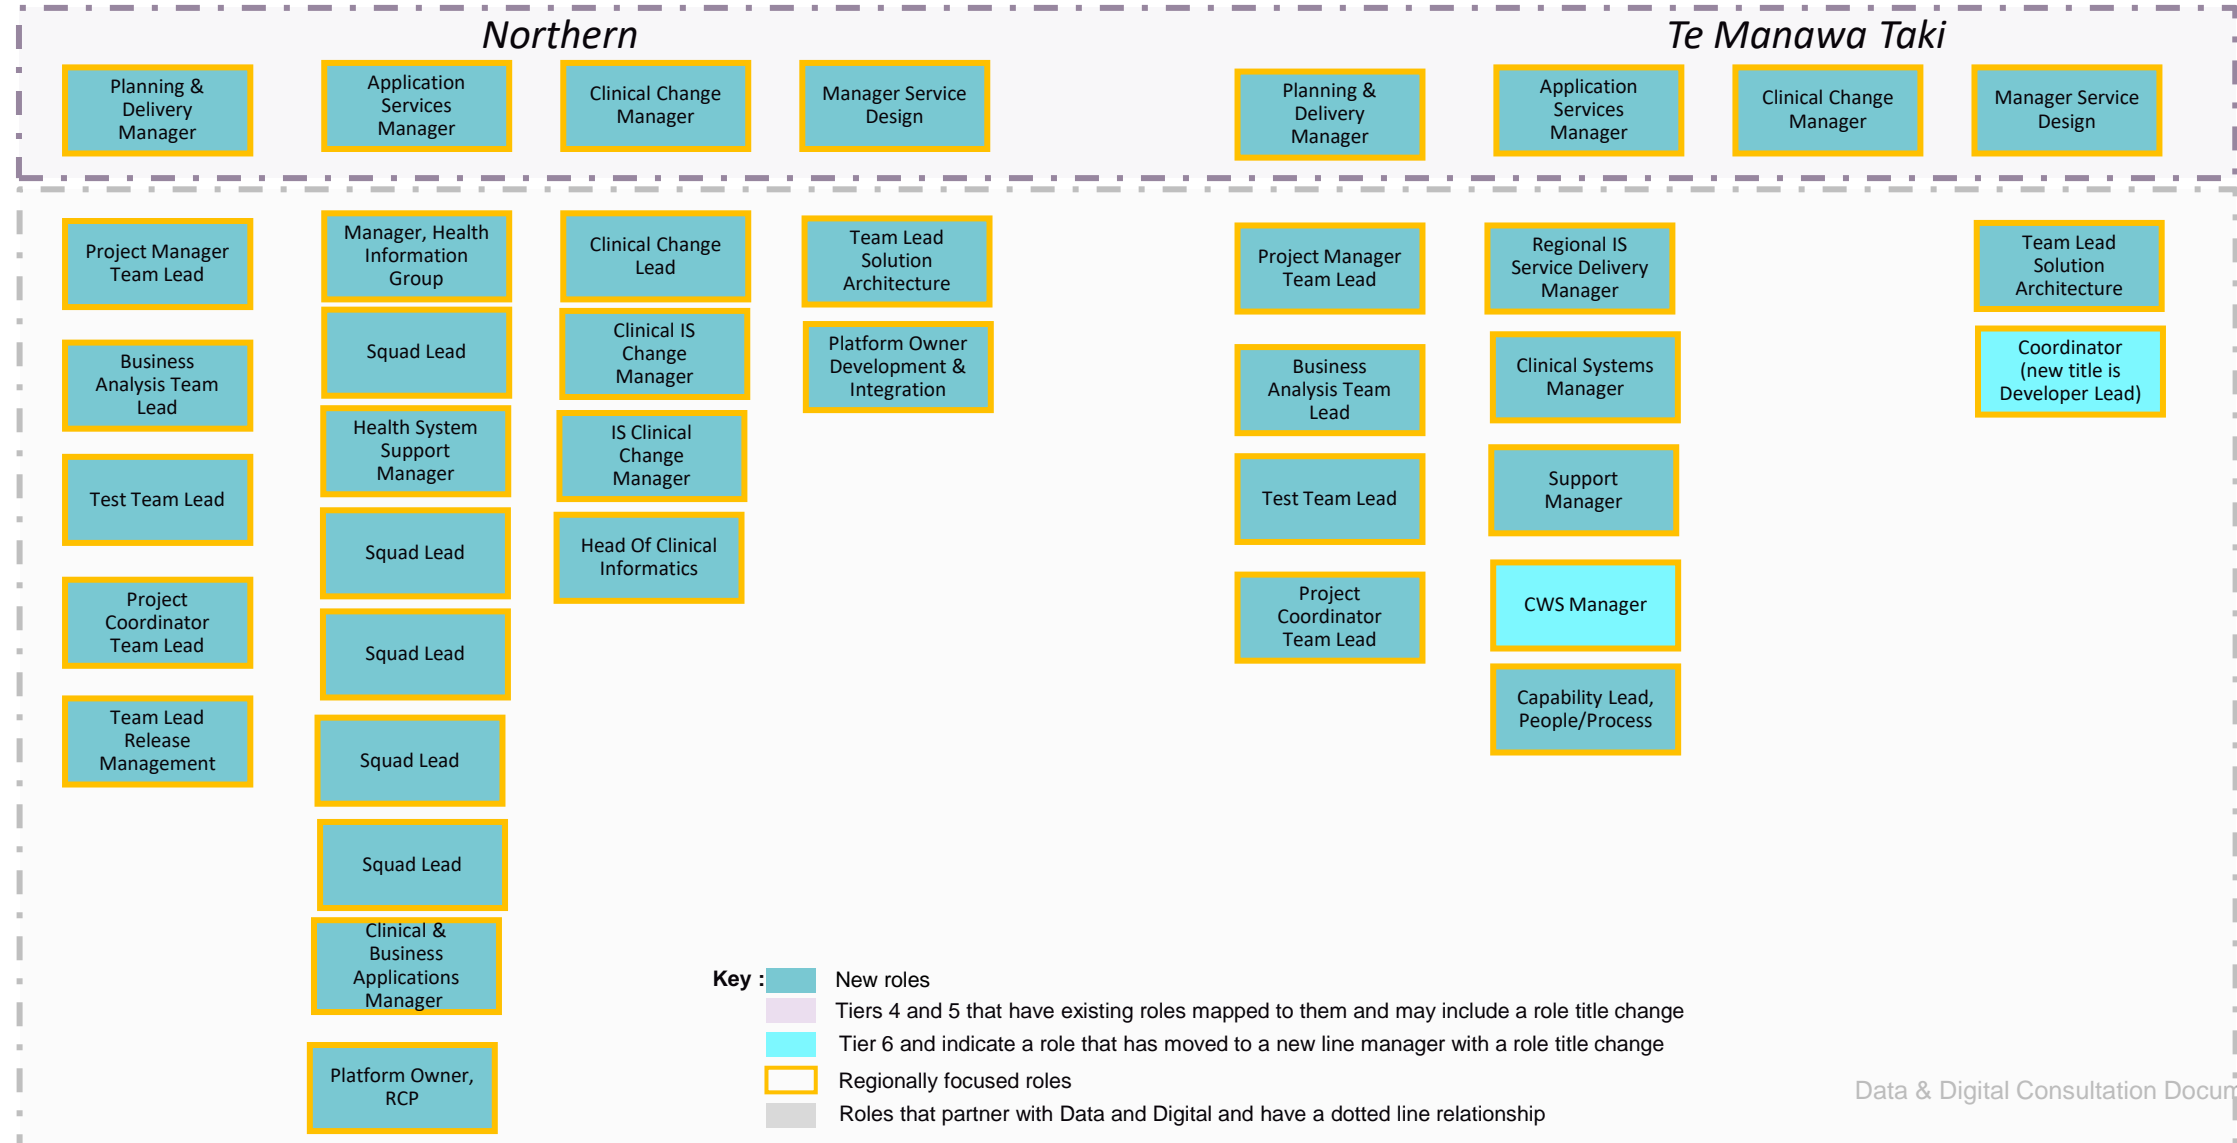 Northern
Te Manawa Taki
Planning &
Delivery
Manager
Application
Services
Manager
Clinical Change
Manager
Manager Service
Design
Planning &
Delivery
Manager
Application
Services
Manager
Clinical Change
Manager
Manager Service
Design
Project Manager
Team Lead
Business
Analysis Team
Lead
Test Team Lead
Project
Coordinator
Team Lead
Team Lead
Release
Management
Manager, Health
Information
Group
Squad Lead
Health System
Support
Manager
Squad Lead
Squad Lead
Squad Lead
Squad Lead
Clinical &
Business
Applications
Manager
Platform Owner,
RCP
Clinical Change
Lead
Clinical IS
Change
Manager
IS Clinical
Change
Manager
Head Of Clinical
Informatics
Team Lead
Solution
Architecture
Platform Owner
Development &
Integration
Project Manager
Team Lead
Business
Analysis Team
Lead
Test Team Lead
Project
Coordinator
Team Lead
Regional IS
Service Delivery
Manager
Clinical Systems
Manager
Support
Manager
CWS Manager
Capability Lead,
People/Process
Team Lead
Solution
Architecture
Coordinator
(new title is
Developer Lead)
Key :
New roles
Tiers 4 and 5 that have existing roles mapped to them and may include a role title change
Tier 6 and indicate a role that has moved to a new line manager with a role title change
Regionally focused roles
Roles that partner with Data and Digital and have a dotted line relationship
Data & Digital Consultation Docum